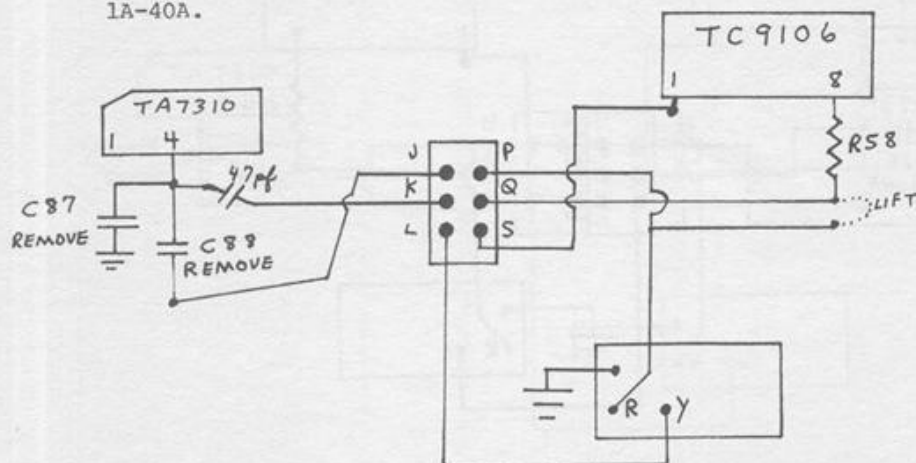 1A-40A.
TC9106
1 8
TA7310
1 4
R58
J P
47pf
K Q
LIFT
C87
REMOVE
L S
C88
REMOVE
R Y